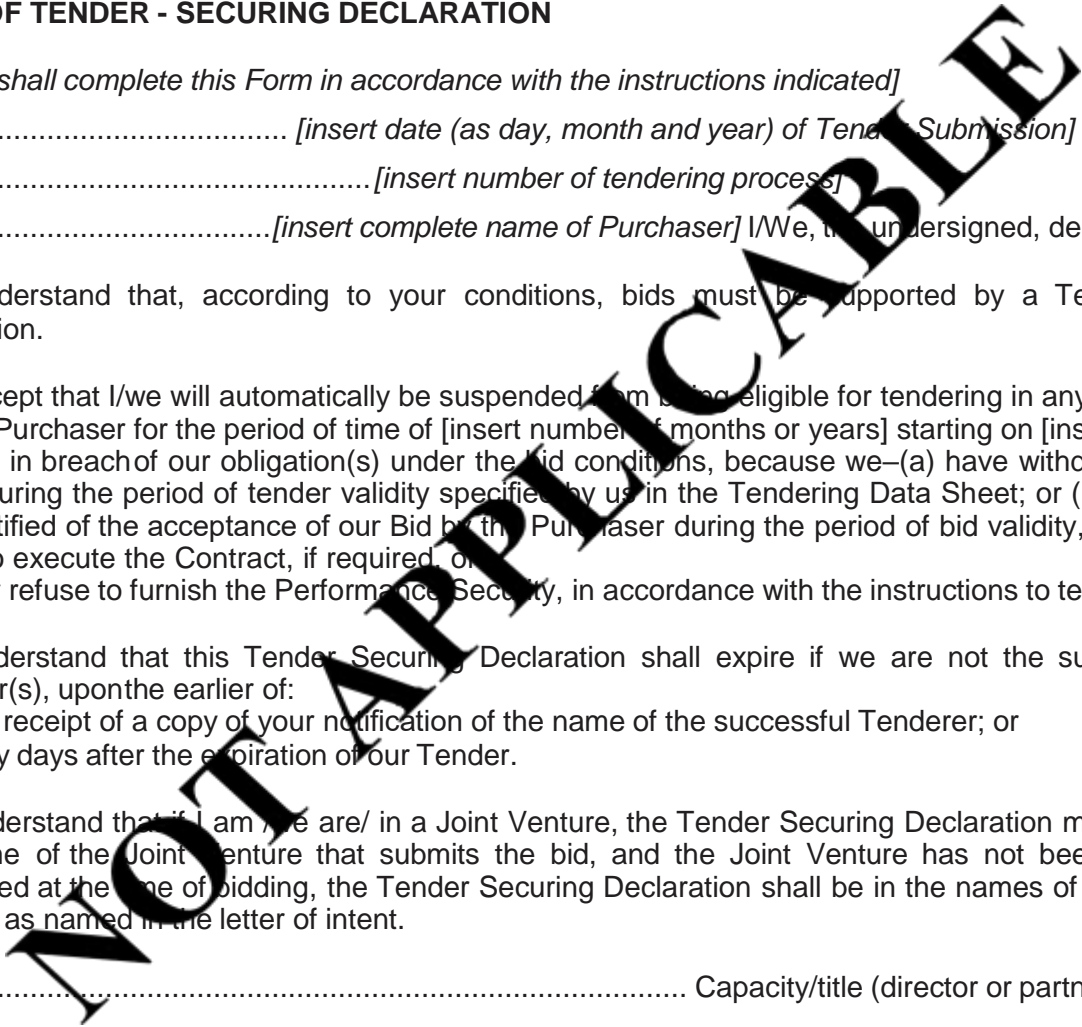 OF TENDER - SECURING DECLARATION
shall complete this Form in accordance with the instructions indicated]
.................................. [insert date (as day, month and year) of Tender Submission]
............................................[insert number of tendering process]
................................[insert complete name of Purchaser] I/We, the undersigned, de
derstand that, according to your conditions, bids must be supported by a Te
ion.
cept that I/we will automatically be suspended from being eligible for tendering in any
Purchaser for the period of time of [insert number of months or years] starting on [ins
in breachof our obligation(s) under the bid conditions, because we–(a) have witho
uring the period of tender validity specified by us in the Tendering Data Sheet; or (
tified of the acceptance of our Bid by the Purchaser during the period of bid validity,
o execute the Contract, if required, or
r refuse to furnish the Performance Security, in accordance with the instructions to te
derstand that this Tender Securing Declaration shall expire if we are not the su
r(s), uponthe earlier of:
receipt of a copy of your notification of the name of the successful Tenderer; or
y days after the expiration of our Tender.
derstand that if I am /we are/ in a Joint Venture, the Tender Securing Declaration m
ne of the Joint Venture that submits the bid, and the Joint Venture has not bee
ed at the time of bidding, the Tender Securing Declaration shall be in the names of
as named in the letter of intent.
.................................................................................... Capacity/title (director or partn
NOT APPLICABLE